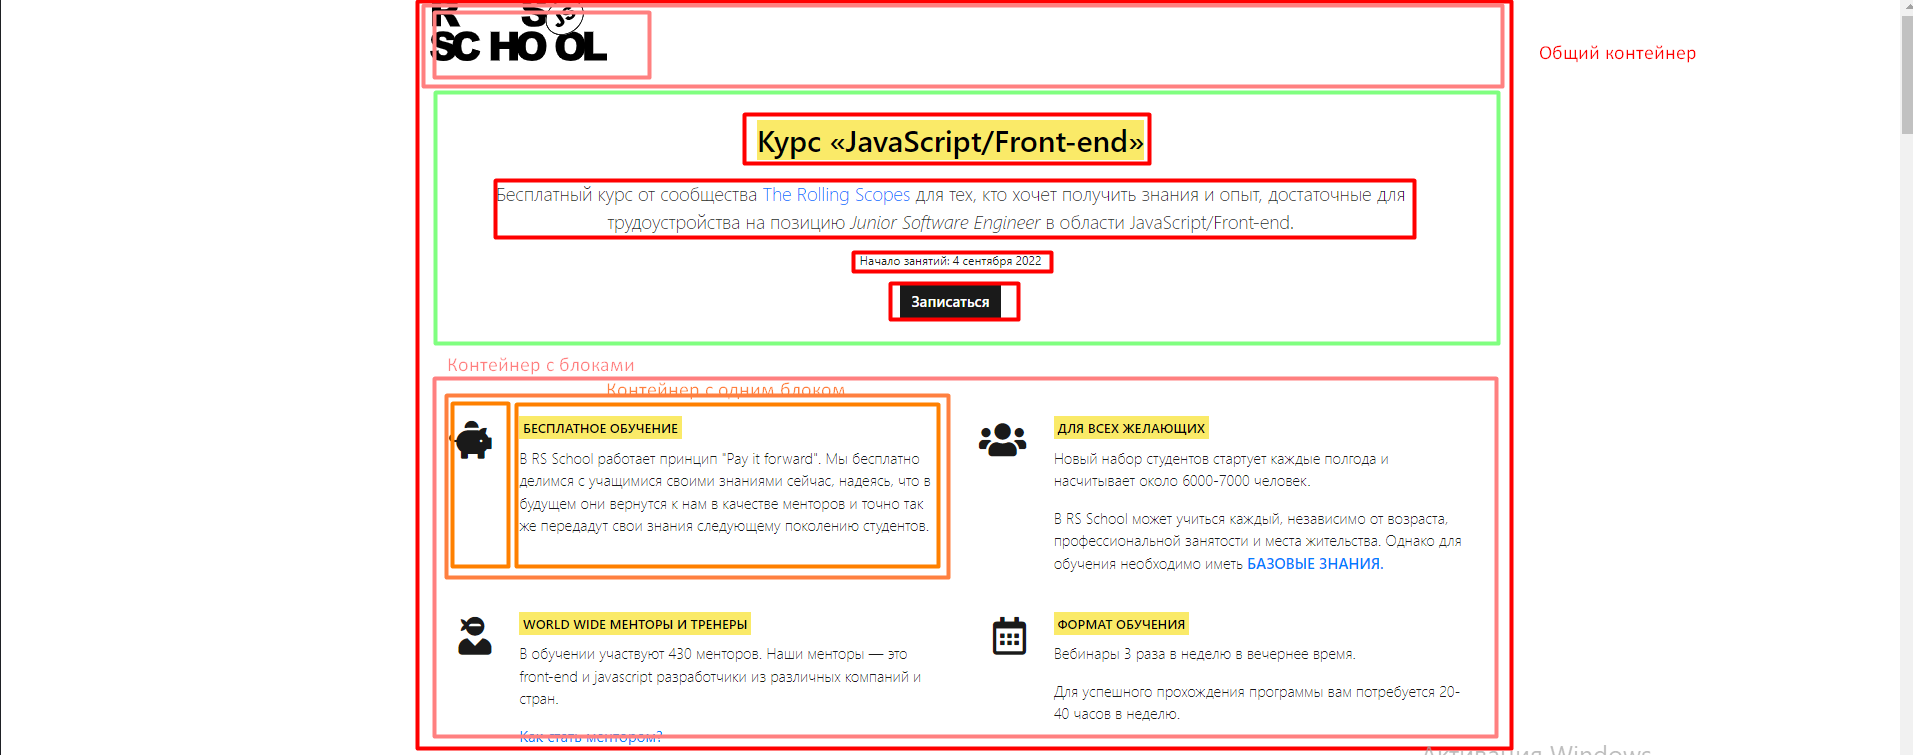 RS JS
SCHOOL
Общий контейнер
Курс «JavaScript/Front-end»
Бесплатный курс от сообщества The Rolling Scopes для тех, кто хочет получить знания и опыт, достаточные для
трудоустройства на позицию Junior Software Engineer в области JavaScript/Front-end.
Начало занятий: 4 сентября 2022
Записаться
Контейнер с блоками
Контейнер с одним блоком
БЕСПЛАТНОЕ ОБУЧЕНИЕ
В RS School работает принцип "Pay it forward". Мы бесплатно
делимся с учащимися своими знаниями сейчас, надеясь, что в
будущем они вернутся к нам в качестве менторов и точно так
же передадут свои знания следующему поколению студентов.
ДЛЯ ВСЕХ ЖЕЛАЮЩИХ
Новый набор студентов стартует каждые полгода и
насчитывает около 6000-7000 человек.
В RS School может учиться каждый, независимо от возраста,
профессиональной занятости и места жительства. Однако для
обучения необходимо иметь БАЗОВЫЕ ЗНАНИЯ.
WORLD WIDE МЕНТОРЫ И ТРЕНЕРЫ
В обучении участвуют 430 менторов. Наши менторы — это
front-end и javascript разработчики из различных компаний и
стран.
Как стать ментором?
ФОРМАТ ОБУЧЕНИЯ
Вебинары 3 раза в неделю в вечернее время.
Для успешного прохождения программы вам потребуется 20-
40 часов в неделю.
Активация Windows